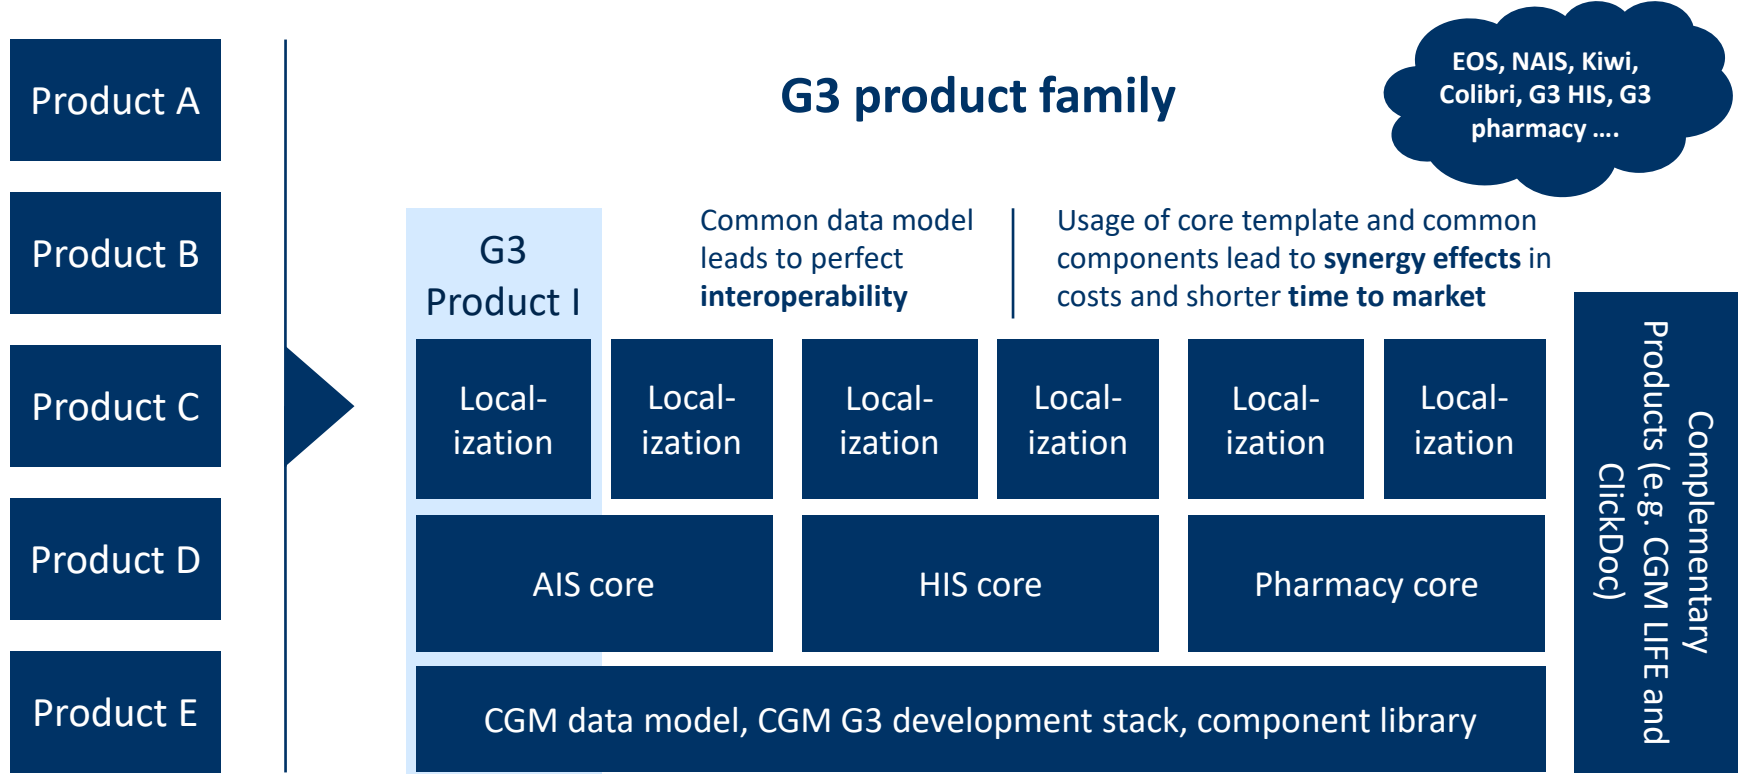 Product A
Product B
Product C
Product D
Product E
G3 product family
EOS, NAIS, Kiwi,
Colibri, G3 HIS, G3
pharmacy ....
G3
Product I
Common data model
leads to perfect
interoperability
Usage of core template and common
components lead to synergy effects in
costs and shorter time to market
Local-
ization
Local-
ization
Local-
ization
Local-
ization
Local-
ization
Local-
ization
AIS core
HIS core
Pharmacy core
CGM data model, CGM G3 development stack, component library
Complementary
Products (e.g. CGM LIFE and
ClickDoc)